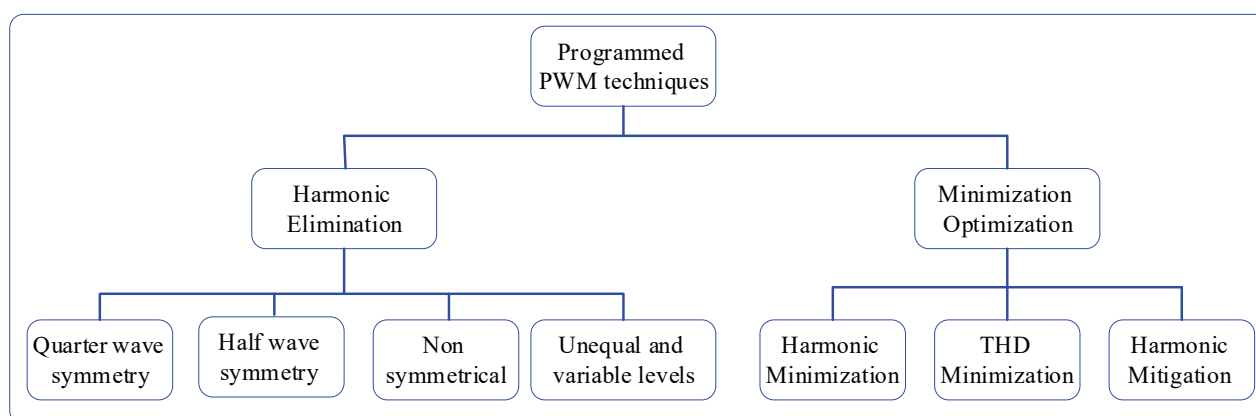 Programmed
PWM techniques
Harmonic
Elimination
Minimization
Optimization
Quarter wave
symmetry
Half wave
symmetry
Non
symmetrical
Unequal and
variable levels
Harmonic
Minimization
THD
Minimization
Harmonic
Mitigation